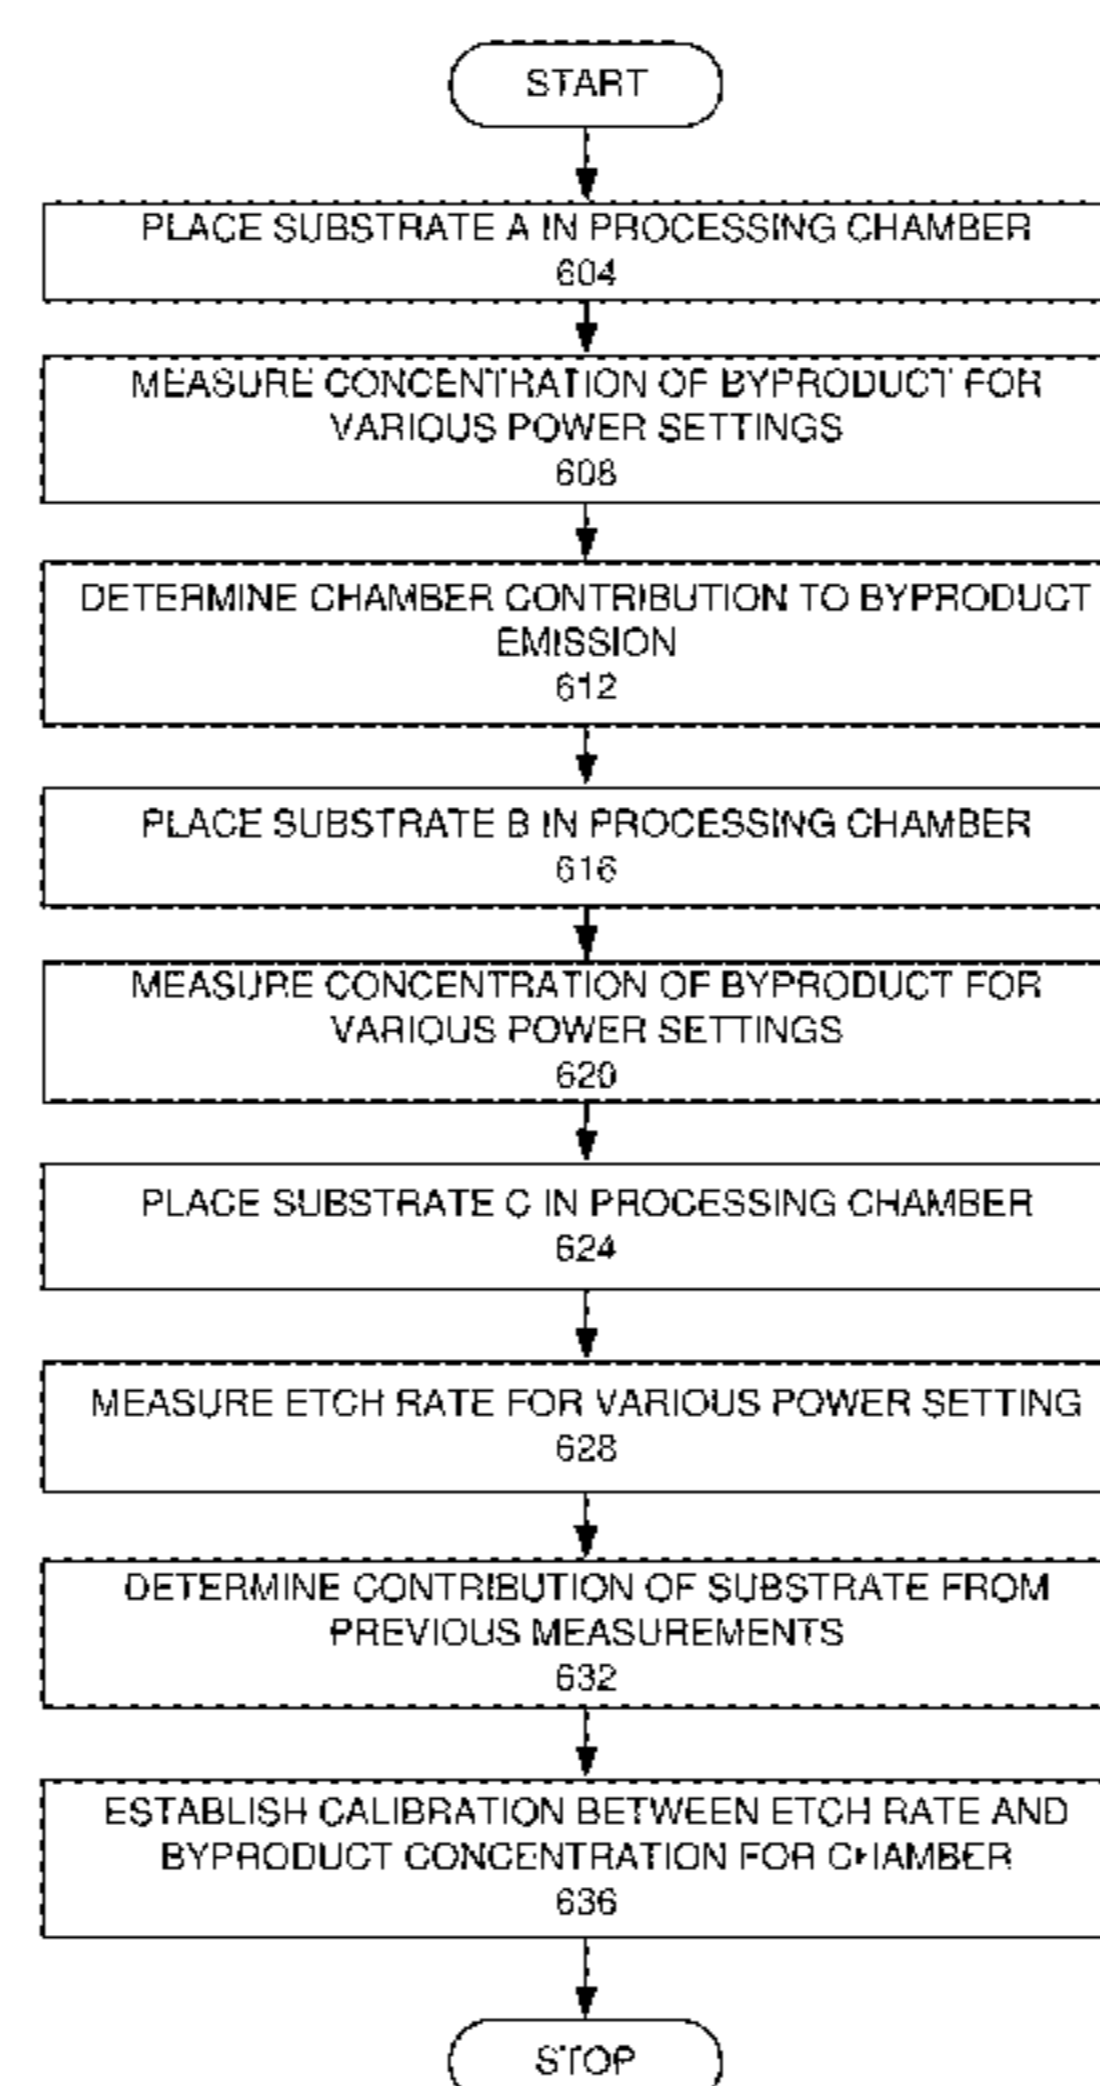 START
PLACE SUBSTRATE A IN PROCESSING CHAMBER
604
MEASURE CONCENTRATION OF BYPRODUCT FOR
VARIOUS POWER SETTINGS
608
DETERMINE CHAMBER CONTRIBUTION TO BYPRODUCT
EMISSION
612
PLACE SUBSTRATE B IN PROCESSING CHAMBER
616
MEASURE CONCENTRATION OF BYPRODUCT FOR
VARIOUS POWER SETTINGS
620
PLACE SUBSTRATE C IN PROCESSING CHAMBER
624
MEASURE ETCH RATE FOR VARIOUS POWER SETTING
628
DETERMINE CONTRIBUTION OF SUBSTRATE FROM
PREVIOUS MEASUREMENTS
632
ESTABLISH CALIBRATION BETWEEN ETCH RATE AND
BYPRODUCT CONCENTRATION FOR CHAMBER
636
STOP